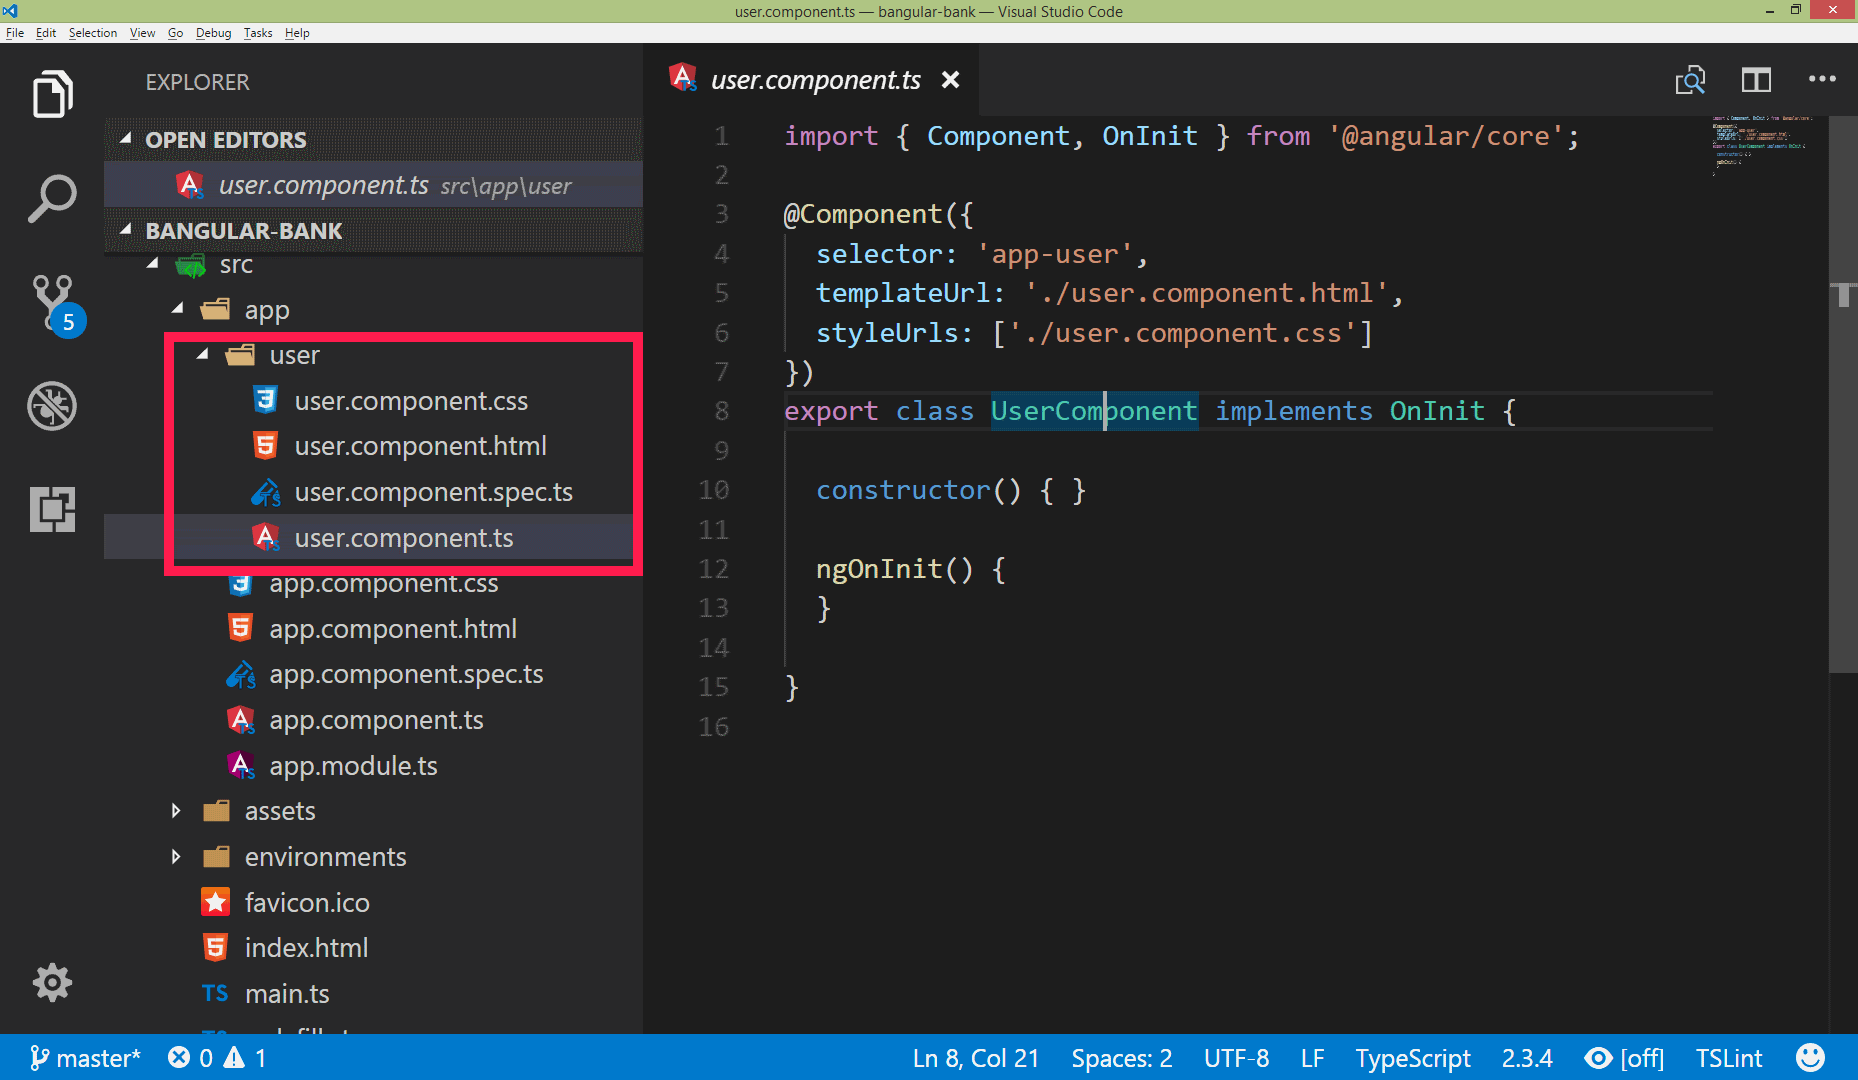 user.component.ts — bangular-bank — Visual Studio Code
File Edit Selection View Go Debug Tasks Help
EXPLORER
OPEN EDITORS
user.component.ts src\app\user
BANGULAR-BANK
src
app
user
user.component.css
user.component.html
user.component.spec.ts
user.component.ts
app.component.css
app.component.html
app.component.spec.ts
app.component.ts
app.module.ts
assets
environments
favicon.ico
index.html
TS main.ts
5
user.component.ts
1 import { Component, OnInit } from '@angular/core';
2
3 @Component({
4 selector: 'app-user',
5 templateUrl: './user.component.html',
6 styleUrls: ['./user.component.css']
7 })
8 export class UserComponent implements OnInit {
9
10 constructor() { }
11
12 ngOnInit() {
13 }
14
15 }
16
master* 0 1 Ln 8, Col 21 Spaces: 2 UTF-8 LF TypeScript 2.3.4 [off] TSLint